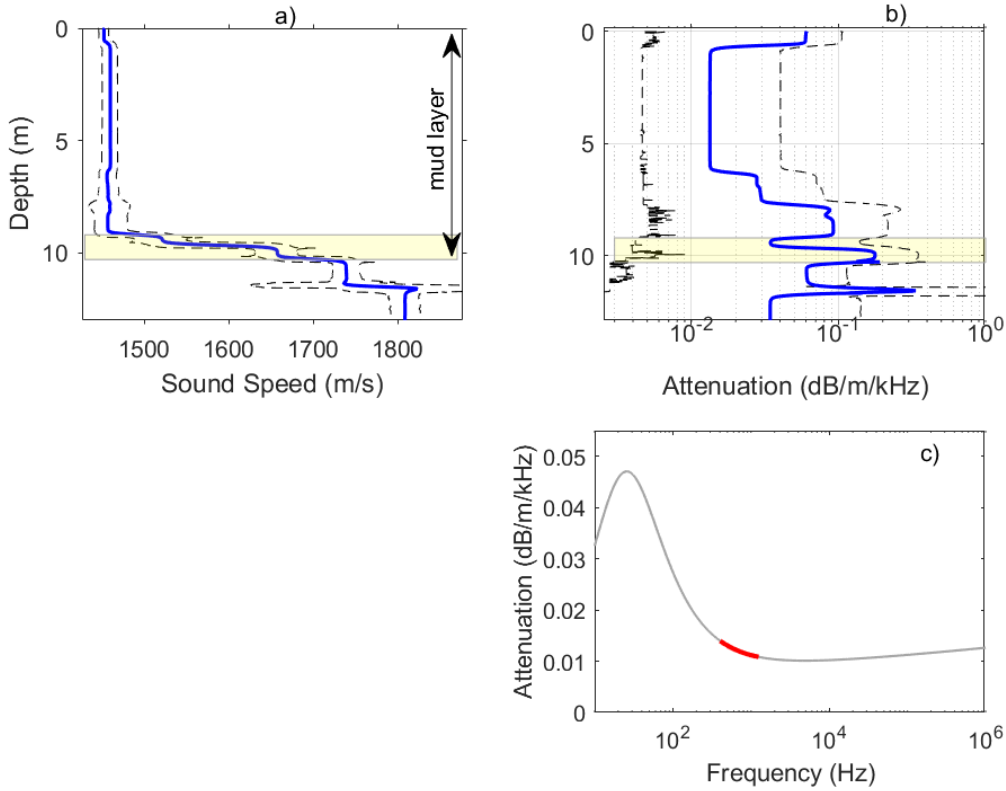 a)
0
5
10
Depth (m)
mud layer
1500 1600 1700 1800
Sound Speed (m/s)
b)
0
5
10
10^-2 10^-1 10^0
Attenuation (dB/m/kHz)
c)
0.05
0.04
0.03
0.02
0.01
0
Attenuation (dB/m/kHz)
10^2 10^4 10^6
Frequency (Hz)